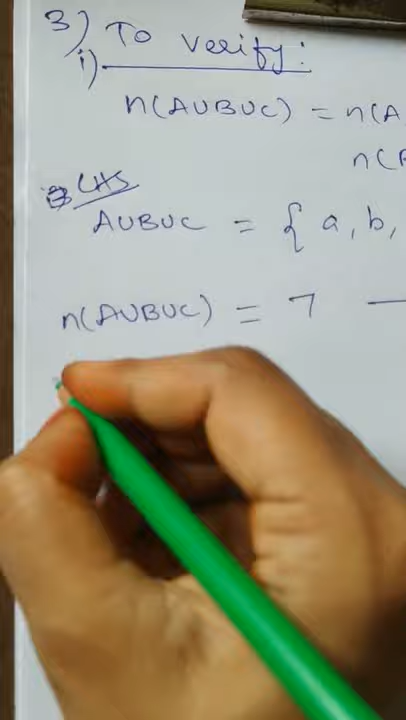 3) To verify:
i)
n(AUBUC) = n(A
n(
LHS
AUBUC = { a, b,
n(AUBUC) = 7 —